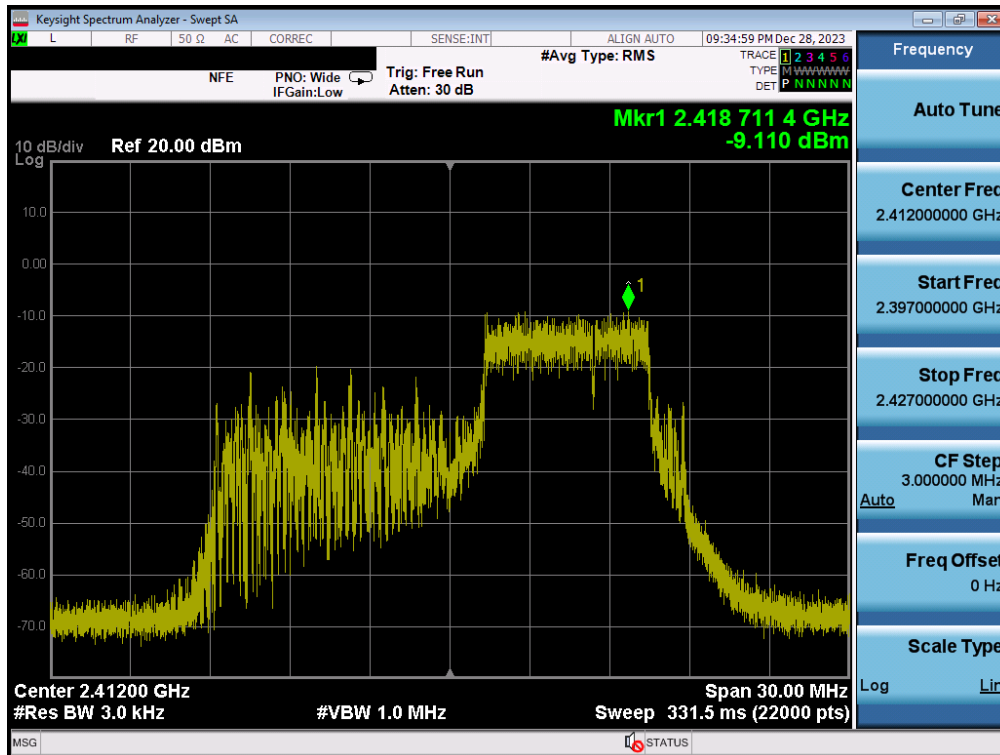 Keysight Spectrum Analyzer - Swept SA
LXI L RF 50 Ω AC CORREC SENSE:INT ALIGN AUTO 09:34:59 PM Dec 28, 2023
#Avg Type: RMS TRACE 1 2 3 4 5 6
NFE PNO: Wide Trig: Free Run TYPE M WWWWW
IFGain:Low Atten: 30 dB DET P N N N N N
Mkr1 2.418 711 4 GHz
-9.110 dBm
10 dB/div Ref 20.00 dBm
Log
10.0
0.00
1
-10.0
-20.0
-30.0
-40.0
-50.0
-60.0
-70.0
Center 2.41200 GHz Span 30.00 MHz
#Res BW 3.0 kHz #VBW 1.0 MHz Sweep 331.5 ms (22000 pts)
MSG STATUS
Frequency
Auto Tune
Center Freq
2.412000000 GHz
Start Freq
2.397000000 GHz
Stop Freq
2.427000000 GHz
CF Step
3.000000 MHz
Auto Man
Freq Offset
0 Hz
Scale Type
Log Lin